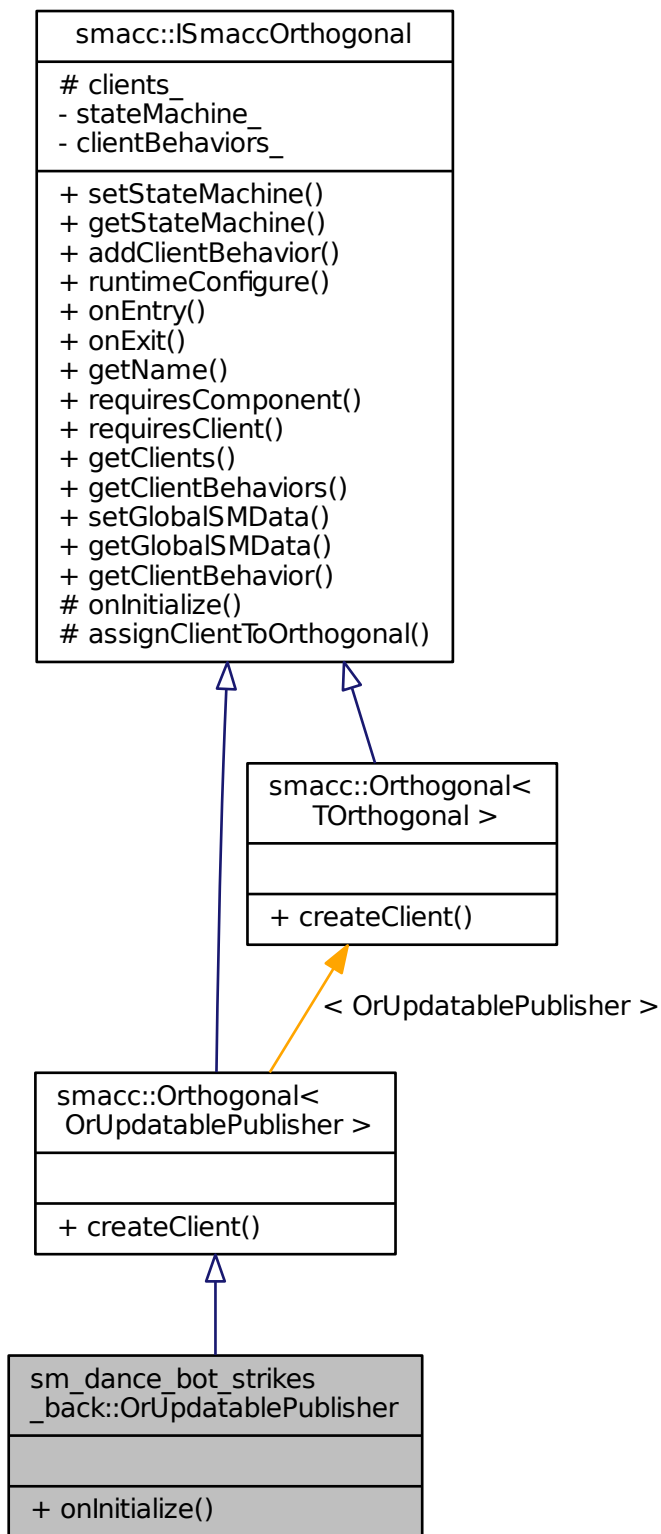 smacc::ISmaccOrthogonal
# clients_
- stateMachine_
- clientBehaviors_
+ setStateMachine()
+ getStateMachine()
+ addClientBehavior()
+ runtimeConfigure()
+ onEntry()
+ onExit()
+ getName()
+ requiresComponent()
+ requiresClient()
+ getClients()
+ getClientBehaviors()
+ setGlobalSMData()
+ getGlobalSMData()
+ getClientBehavior()
# onInitialize()
# assignClientToOrthogonal()
smacc::Orthogonal<
TOrthogonal >
+ createClient()
< OrUpdatablePublisher >
smacc::Orthogonal<
OrUpdatablePublisher >
+ createClient()
sm_dance_bot_strikes
_back::OrUpdatablePublisher
+ onInitialize()